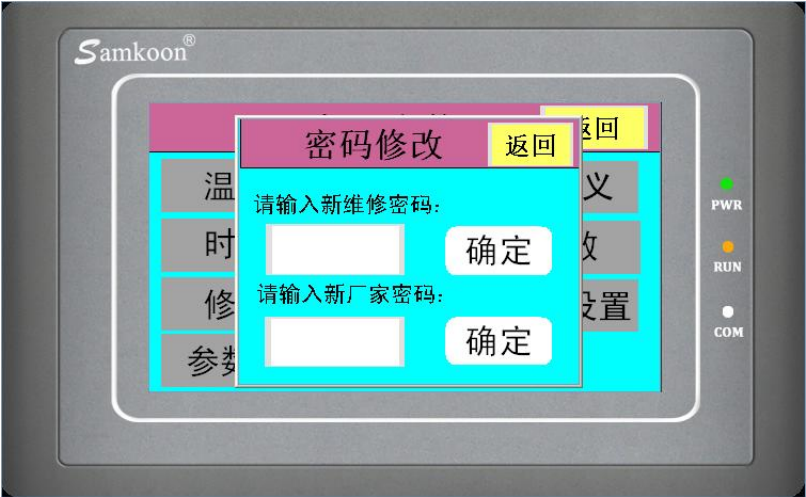 Samkoon®
返回
密码修改
返回
温
义
请输入新维修密码:
PWR
时
确定
RUN
请输入新厂家密码:
修
设置
COM
确定
参数